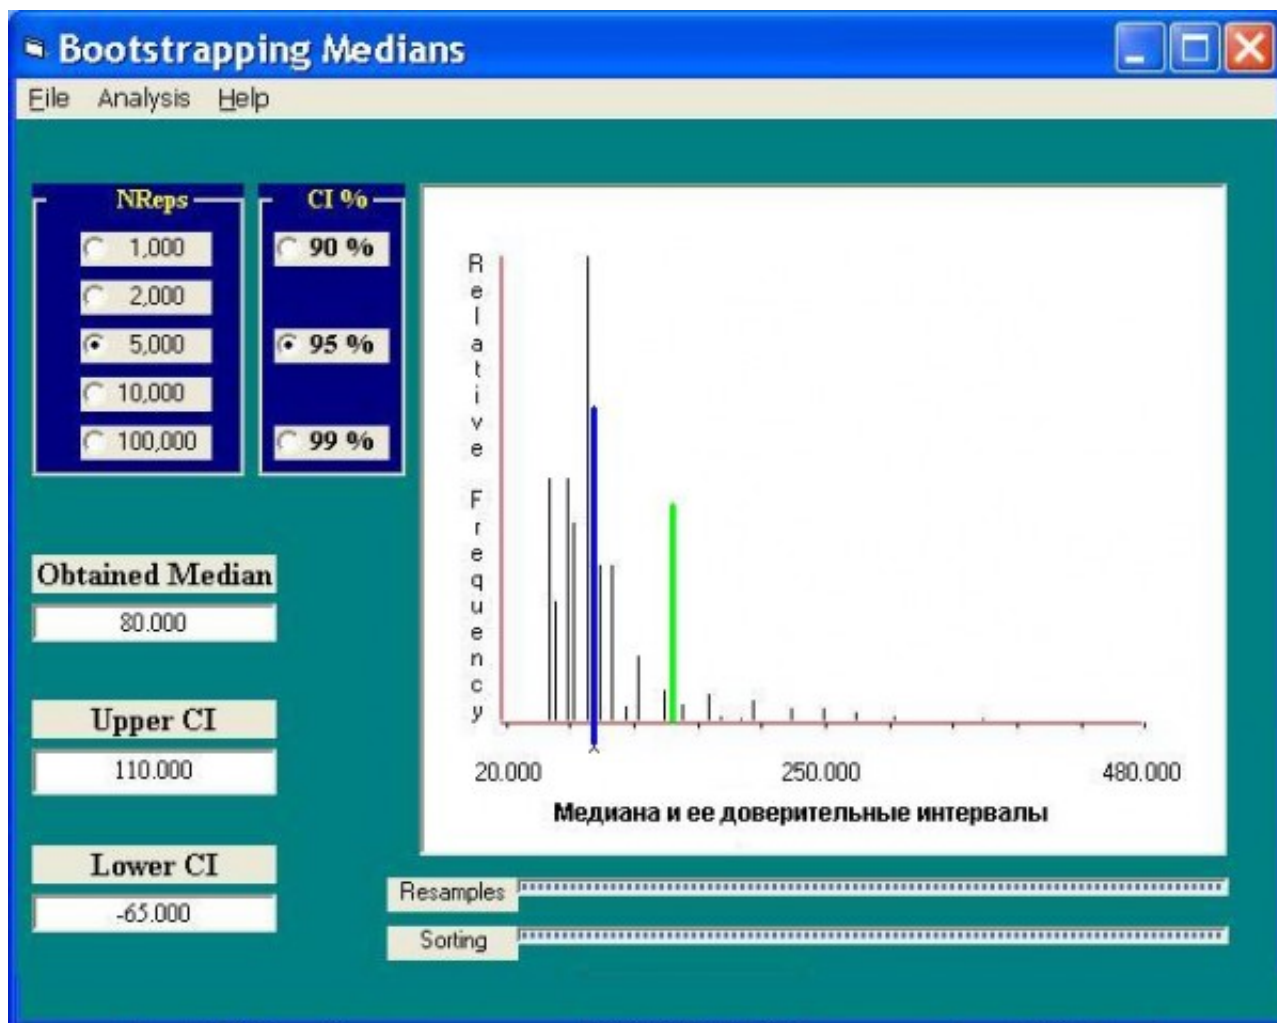 Bootstrapping Medians
File Analysis Help
NReps
1,000
2,000
5,000
10,000
100,000
CI %
90 %
95 %
99 %
Obtained Median
80.000
Upper CI
110.000
Lower CI
-65.000
Relative Frequency
20.000 250.000 480.000
Медиана и ее доверительные интервалы
Resamples
Sorting